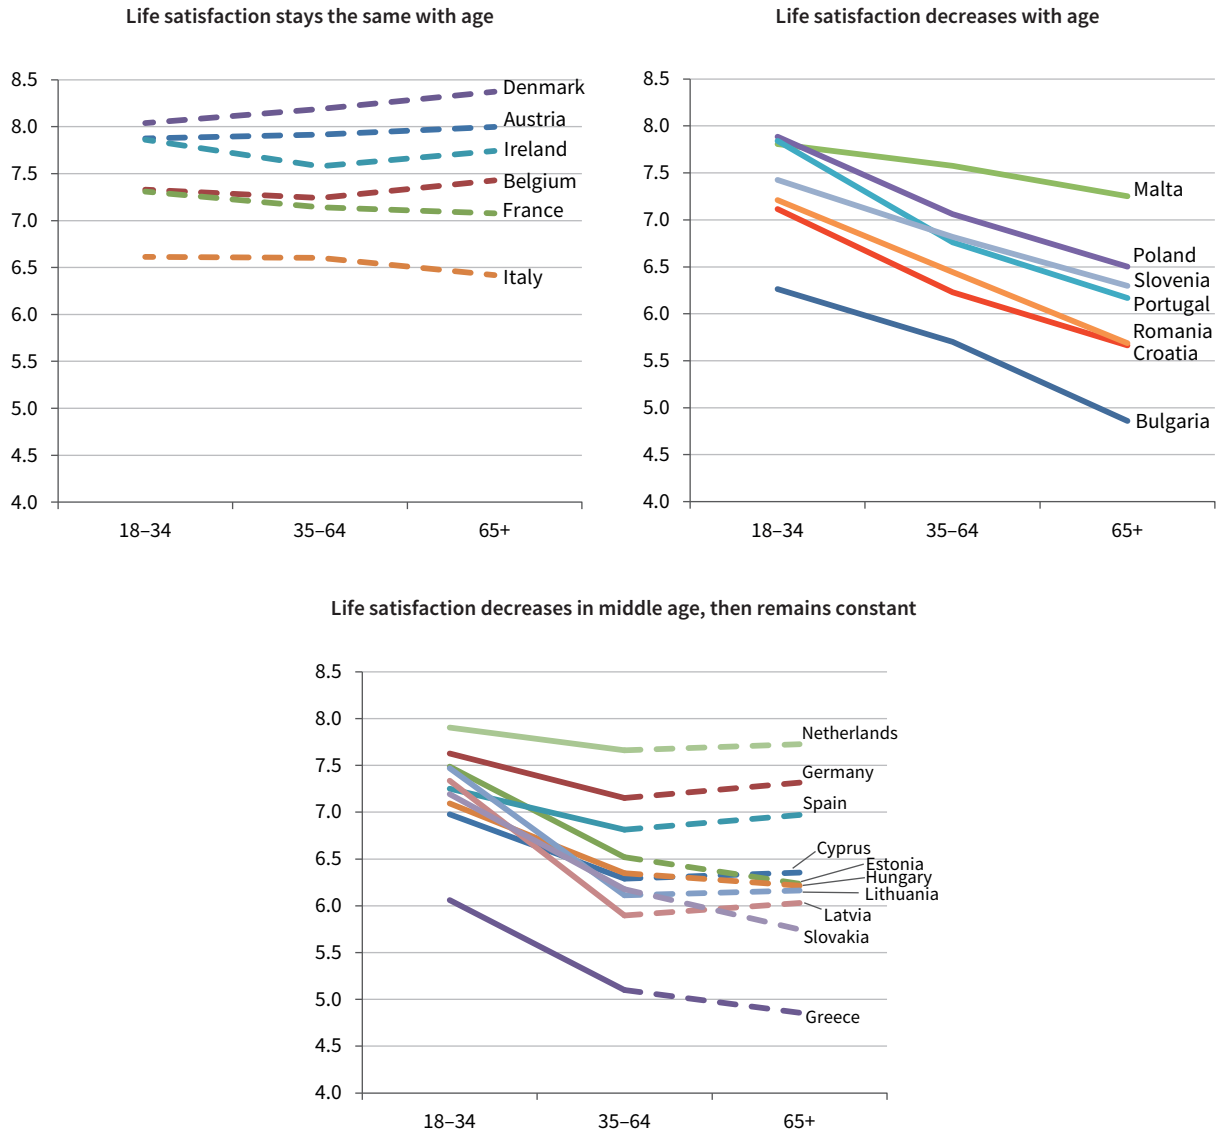 Life satisfaction stays the same with age
8.5
8.0
7.5
7.0
6.5
6.0
5.5
5.0
4.5
4.0
Denmark
Austria
Ireland
Belgium
France
Italy
18–34 35–64 65+
Life satisfaction decreases with age
8.5
8.0
7.5
7.0
6.5
6.0
5.5
5.0
4.5
4.0
Malta
Poland
Slovenia
Portugal
Romania
Croatia
Bulgaria
18–34 35–64 65+
Life satisfaction decreases in middle age, then remains constant
8.5
8.0
7.5
7.0
6.5
6.0
5.5
5.0
4.5
4.0
Netherlands
Germany
Spain
Cyprus
Estonia
Hungary
Lithuania
Latvia
Slovakia
Greece
18–34 35–64 65+